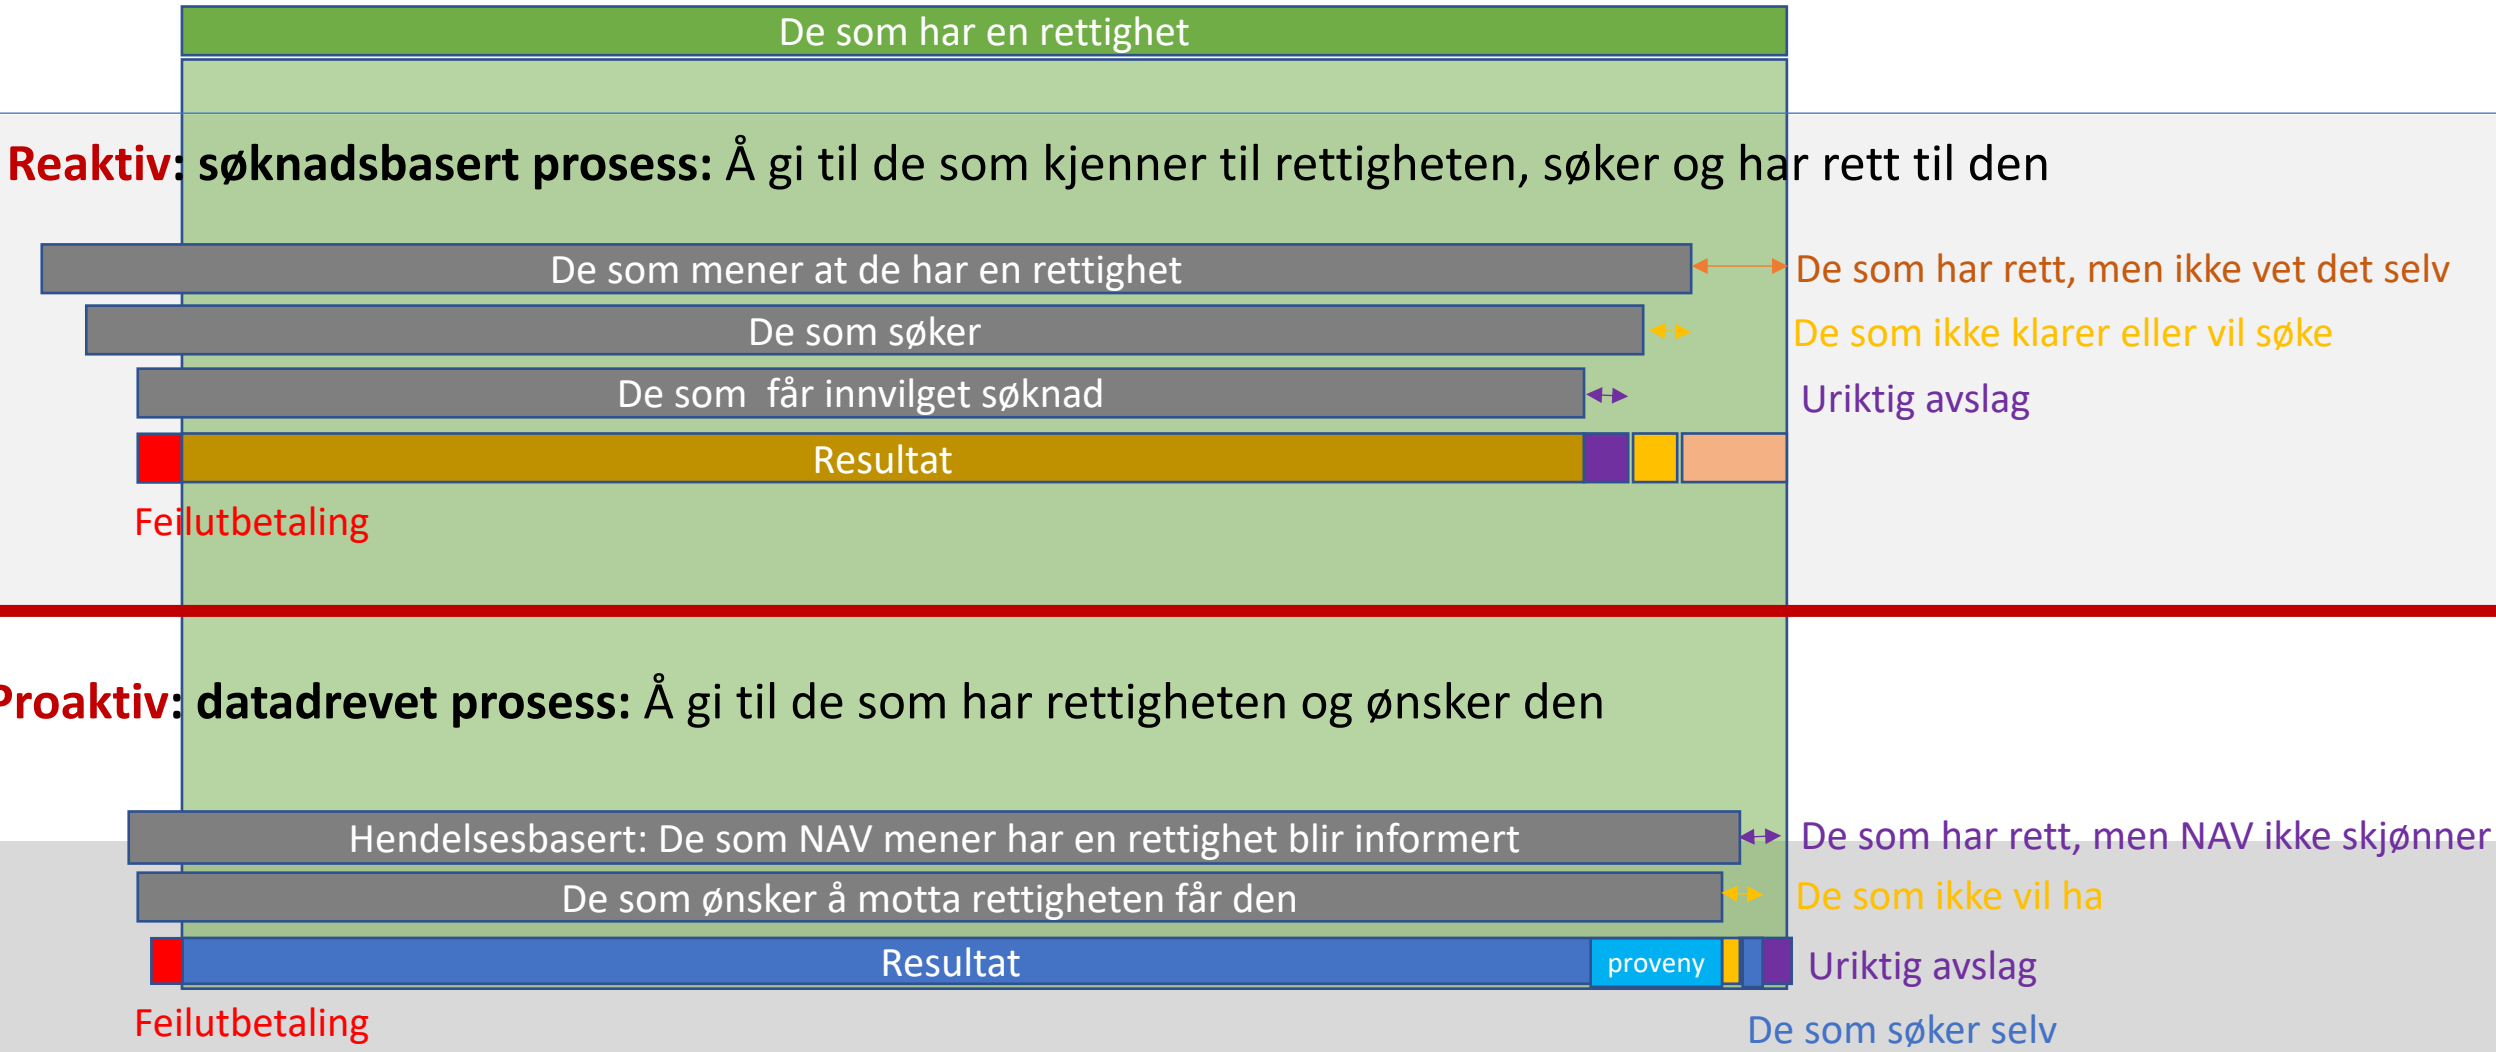 De som har en rettighet
Reaktiv: søknadsbasert prosess: Å gi til de som kjenner til rettigheten, søker og har rett til den
De som mener at de har en rettighet
De som har rett, men ikke vet det selv
De som søker
De som ikke klarer eller vil søke
De som  får innvilget søknad
Uriktig avslag
Resultat
Feilutbetaling
Proaktiv: datadrevet prosess: Å gi til de som har rettigheten og ønsker den
Hendelsesbasert: De som NAV mener har en rettighet blir informert
De som har rett, men NAV ikke skjønner
De som ønsker å motta rettigheten får den
De som ikke vil ha
Resultat
proveny
Uriktig avslag
Feilutbetaling
De som søker selv